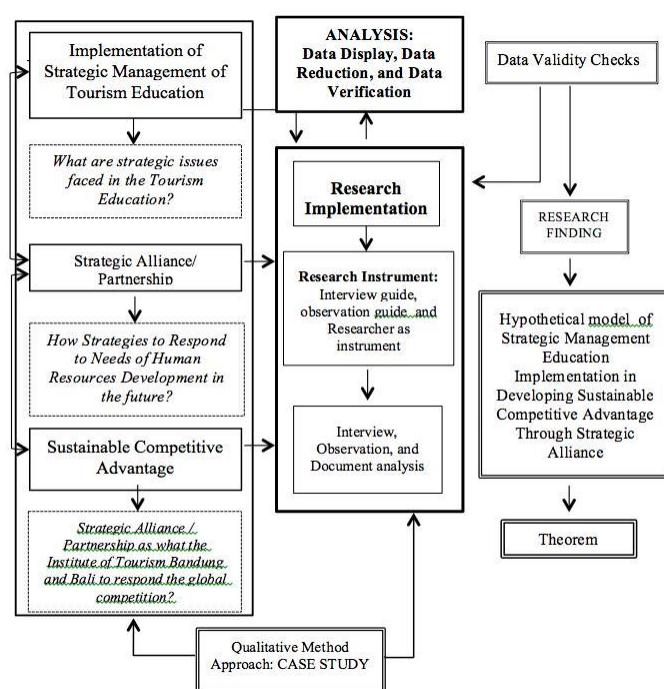 Implementation of
Strategic Management of
Tourism Education
What are strategic issues
faced in the Tourism
Education?
Strategic Alliance/
Partnership
How Strategies to Respond
to Needs of Human
Resources Development in
the future?
Sustainable Competitive
Advantage
Strategic Alliance /
Partnership as what the
Institute of Tourism Bandung
and Bali to respond the global
competition?
ANALYSIS:
Data Display, Data
Reduction, and Data
Verification
Research
Implementation
Research Instrument:
Interview guide,
observation guide and
Researcher as
instrument
Interview,
Observation, and
Document analysis
Qualitative Method
Approach: CASE STUDY
Data Validity Checks
RESEARCH
FINDING
Hypothetical model of
Strategic Management
Education
Implementation in
Developing Sustainable
Competitive Advantage
Through Strategic
Alliance
Theorem